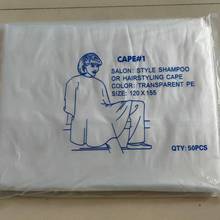 CAPE#1
SALON: STYLE SHAMPOO
OR HAIRSTYLING CAPE
COLOR: TRANSPARENT PE
SIZE: 120 X 155
QTY: 50PCS